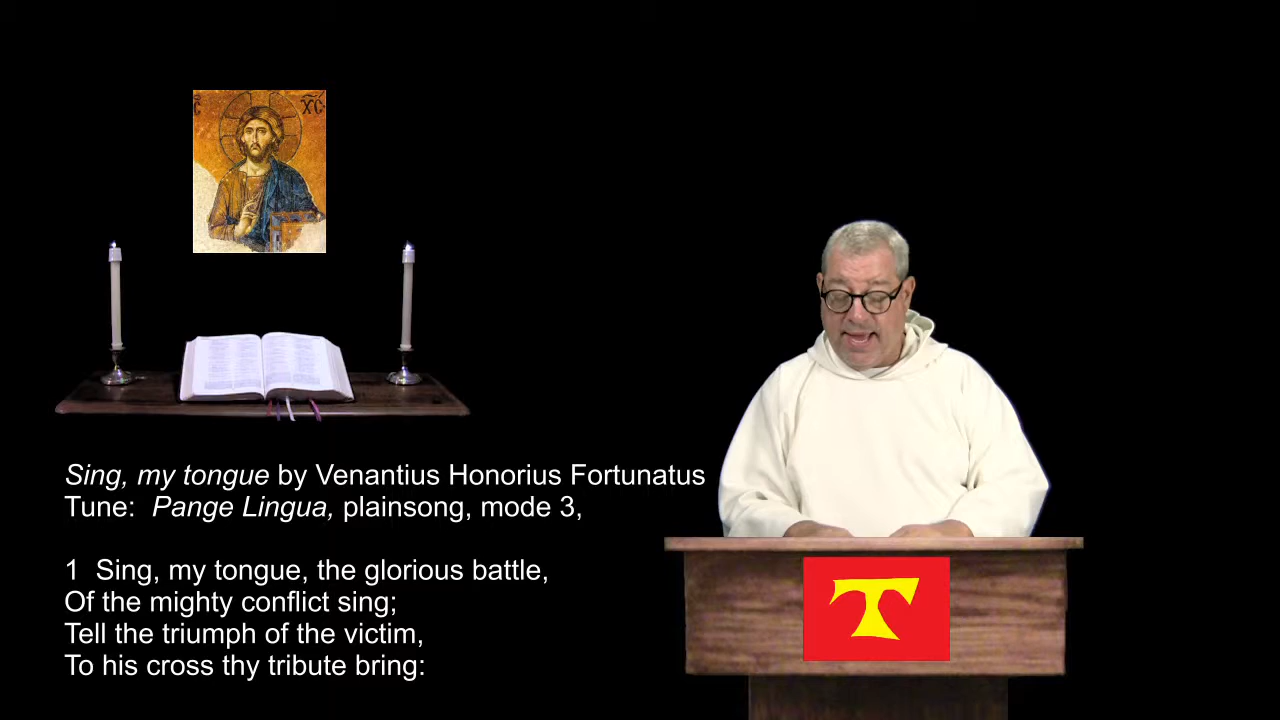 XC
Sing, my tongue by Venantius Honorius Fortunatus
Tune: Pange Lingua, plainsong, mode 3,
1 Sing, my tongue, the glorious battle,
Of the mighty conflict sing;
Tell the triumph of the victim,
To his cross thy tribute bring:
T